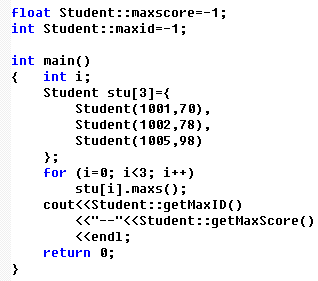 float Student::maxscore=-1;
int Student::maxid=-1;

int main()
{   int i;
    Student stu[3]={
        Student(1001,70),
        Student(1002,78),
        Student(1005,98)
    };
    for (i=0; i<3; i++)
        stu[i].maxs();
    cout<<Student::getMaxID()
        <<"--"<<Student::getMaxScore()
        <<endl;
    return 0;
}